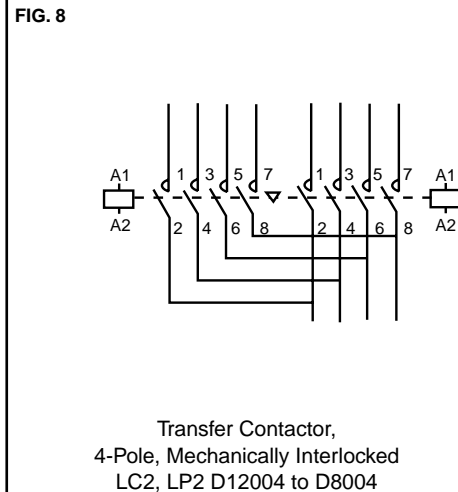 FIG. 8
1 3 5 7 1 3 5 7
A1 A1
A2 2 4 6 8 2 4 6 8 A2
Transfer Contactor,
4-Pole, Mechanically Interlocked
LC2, LP2 D12004 to D8004